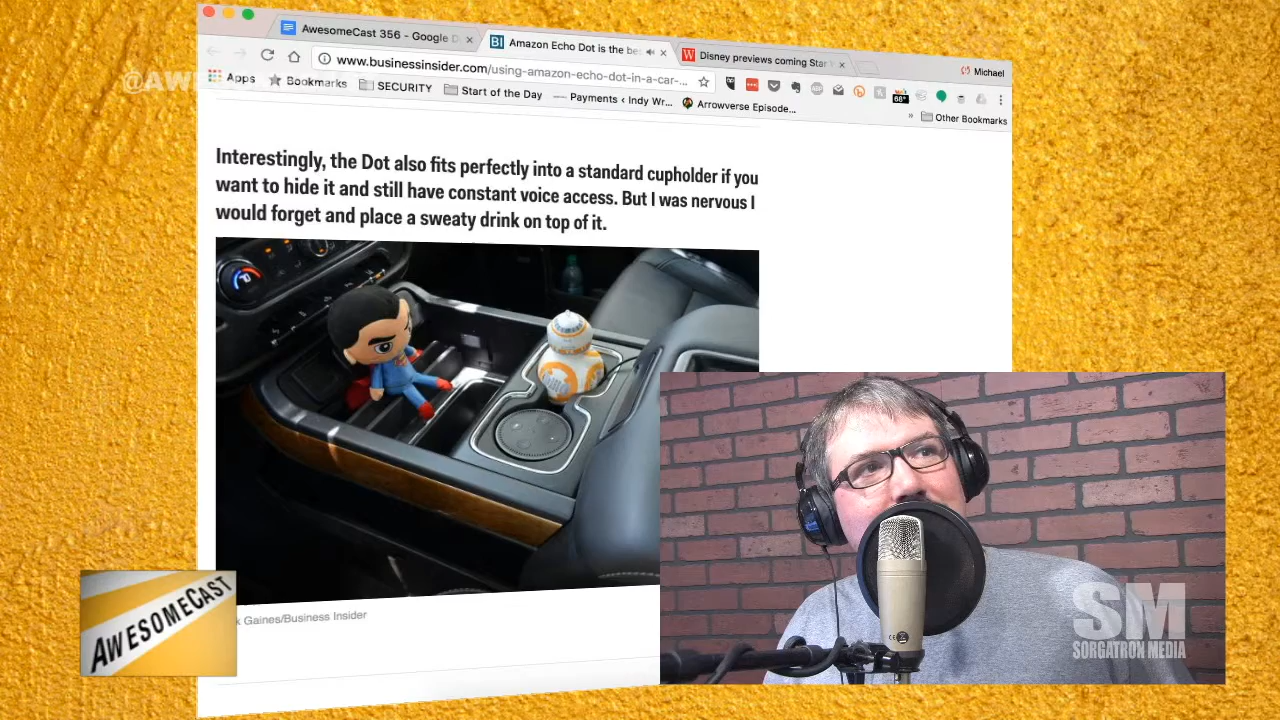 AwesomeCast 356 - Google D
Amazon Echo Dot is the be
Disney previews coming Star
Michael
www.businessinsider.com/using-amazon-echo-dot-in-a-car-...
@AW
Apps
Bookmarks
SECURITY
Start of the Day
Payments < Indy Wr...
Arrowverse Episode...
68°
»
Other Bookmarks
Interestingly, the Dot also fits perfectly into a standard cupholder if you
want to hide it and still have constant voice access. But I was nervous I
would forget and place a sweaty drink on top of it.
Gaines/Business Insider
AWESOMECAST
SM
SORGATRON MEDIA